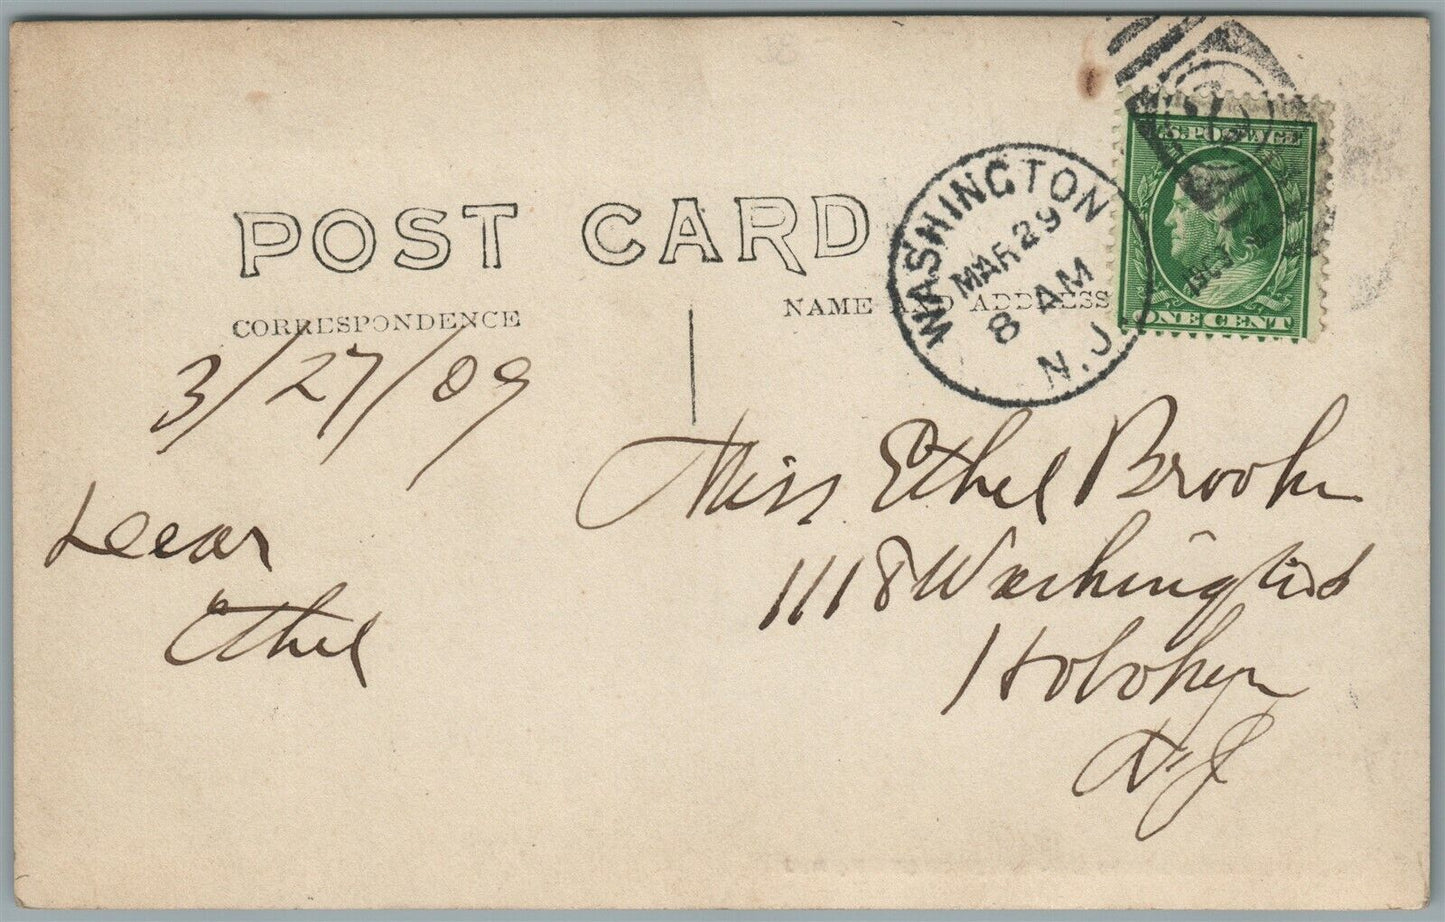 POST CARD
CORRESPONDENCE
NAME AND ADDRESS
WASHINGTON
MAR 29
8 AM
N.J.
U.S. POSTAGE
ONE CENT
3/27/09
Dear
Ethel
Miss Ethel Brooks
1118 Washington St
Hoboken
N.J.